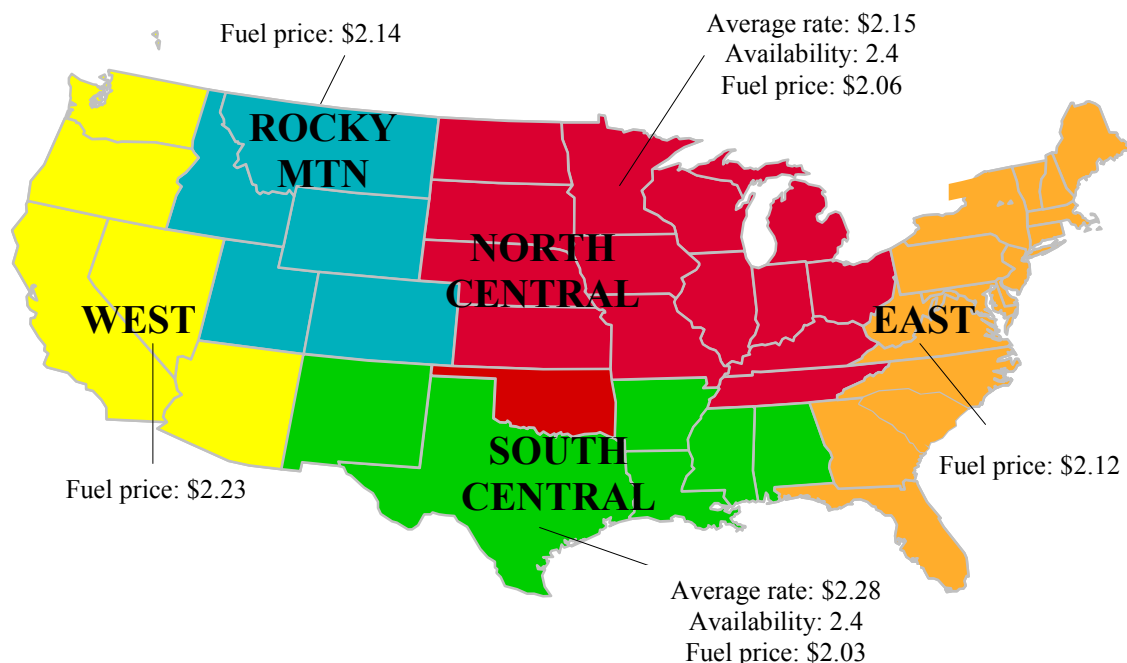 Fuel price: $2.14
Average rate: $2.15
Availability: 2.4
Fuel price: $2.06
ROCKY
MTN
NORTH
CENTRAL
WEST
EAST
SOUTH
CENTRAL
Fuel price: $2.23
Fuel price: $2.12
Average rate: $2.28
Availability: 2.4
Fuel price: $2.03